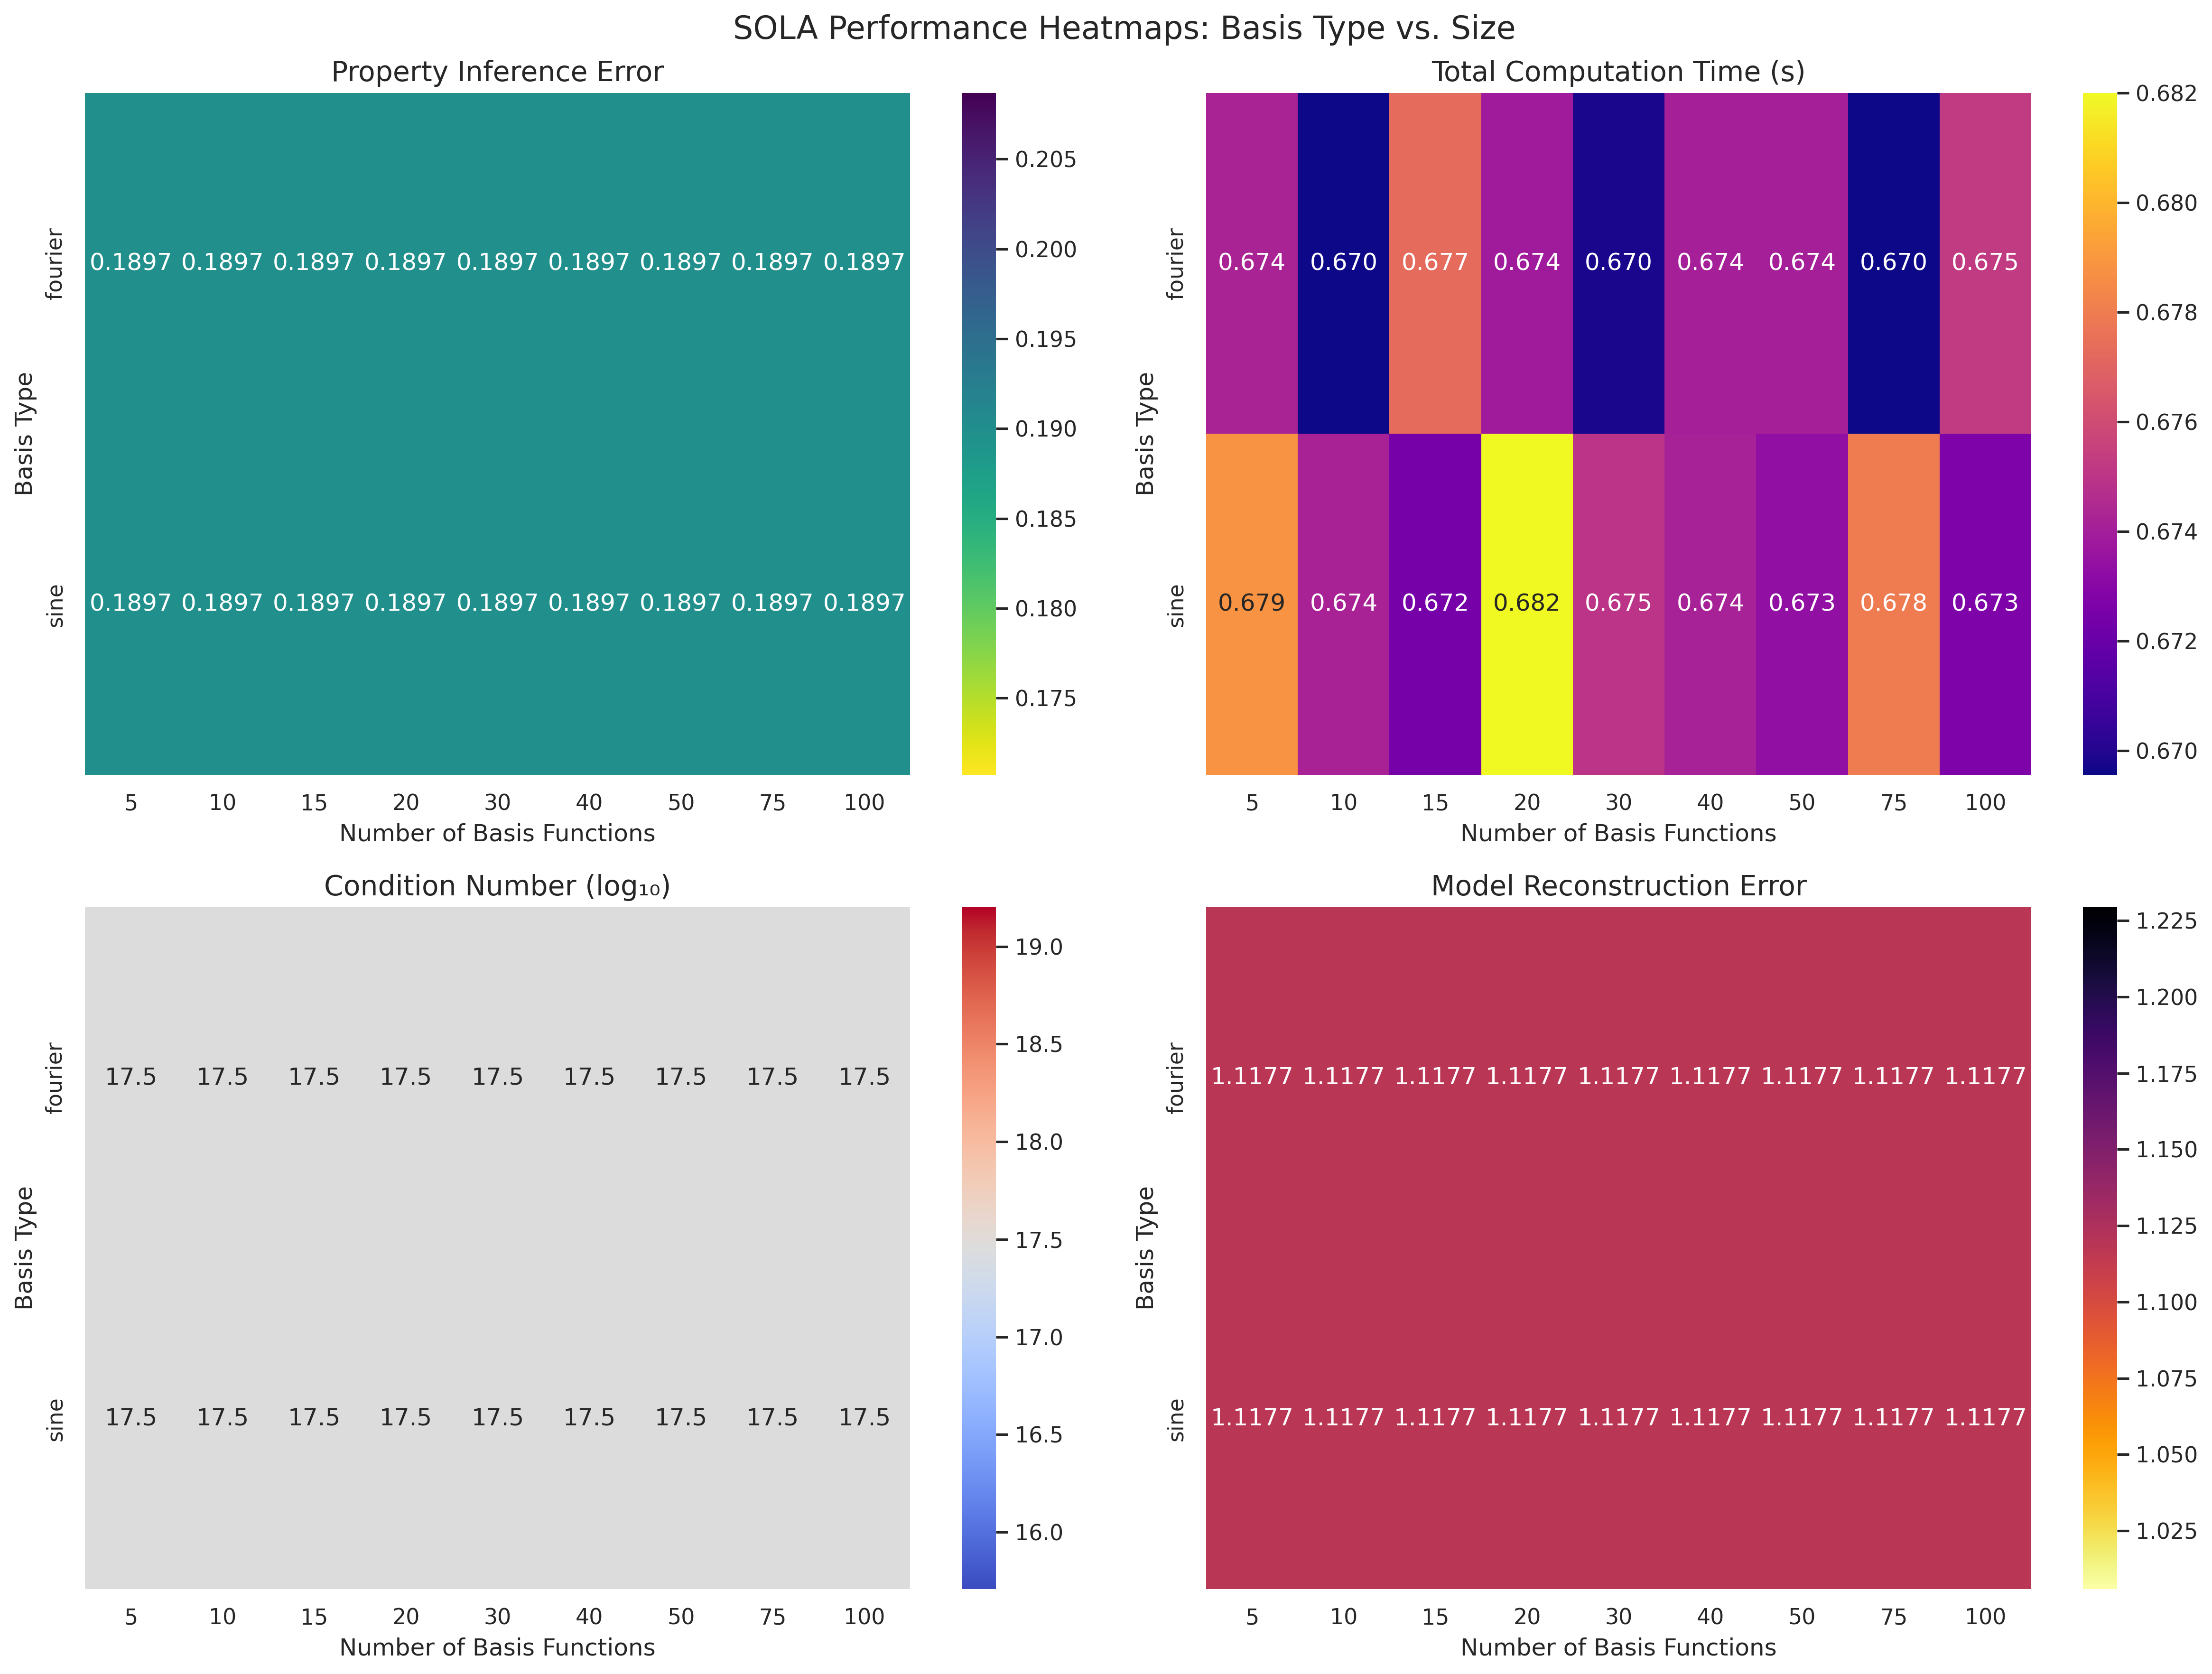 SOLA Performance Heatmaps: Basis Type vs. Size
Property Inference Error
Basis Type
fourier
0.1897 0.1897 0.1897 0.1897 0.1897 0.1897 0.1897 0.1897 0.1897
sine
0.1897 0.1897 0.1897 0.1897 0.1897 0.1897 0.1897 0.1897 0.1897
5 10 15 20 30 40 50 75 100
Number of Basis Functions
0.205
0.200
0.195
0.190
0.185
0.180
0.175
Total Computation Time (s)
Basis Type
fourier
0.674 0.670 0.677 0.674 0.670 0.674 0.674 0.670 0.675
sine
0.679 0.674 0.672 0.682 0.675 0.674 0.673 0.678 0.673
5 10 15 20 30 40 50 75 100
Number of Basis Functions
0.682
0.680
0.678
0.676
0.674
0.672
0.670
Condition Number (log₁₀)
Basis Type
fourier
17.5 17.5 17.5 17.5 17.5 17.5 17.5 17.5 17.5
sine
17.5 17.5 17.5 17.5 17.5 17.5 17.5 17.5 17.5
5 10 15 20 30 40 50 75 100
Number of Basis Functions
19.0
18.5
18.0
17.5
17.0
16.5
16.0
Model Reconstruction Error
Basis Type
fourier
1.1177 1.1177 1.1177 1.1177 1.1177 1.1177 1.1177 1.1177 1.1177
sine
1.1177 1.1177 1.1177 1.1177 1.1177 1.1177 1.1177 1.1177 1.1177
5 10 15 20 30 40 50 75 100
Number of Basis Functions
1.225
1.200
1.175
1.150
1.125
1.100
1.075
1.050
1.025